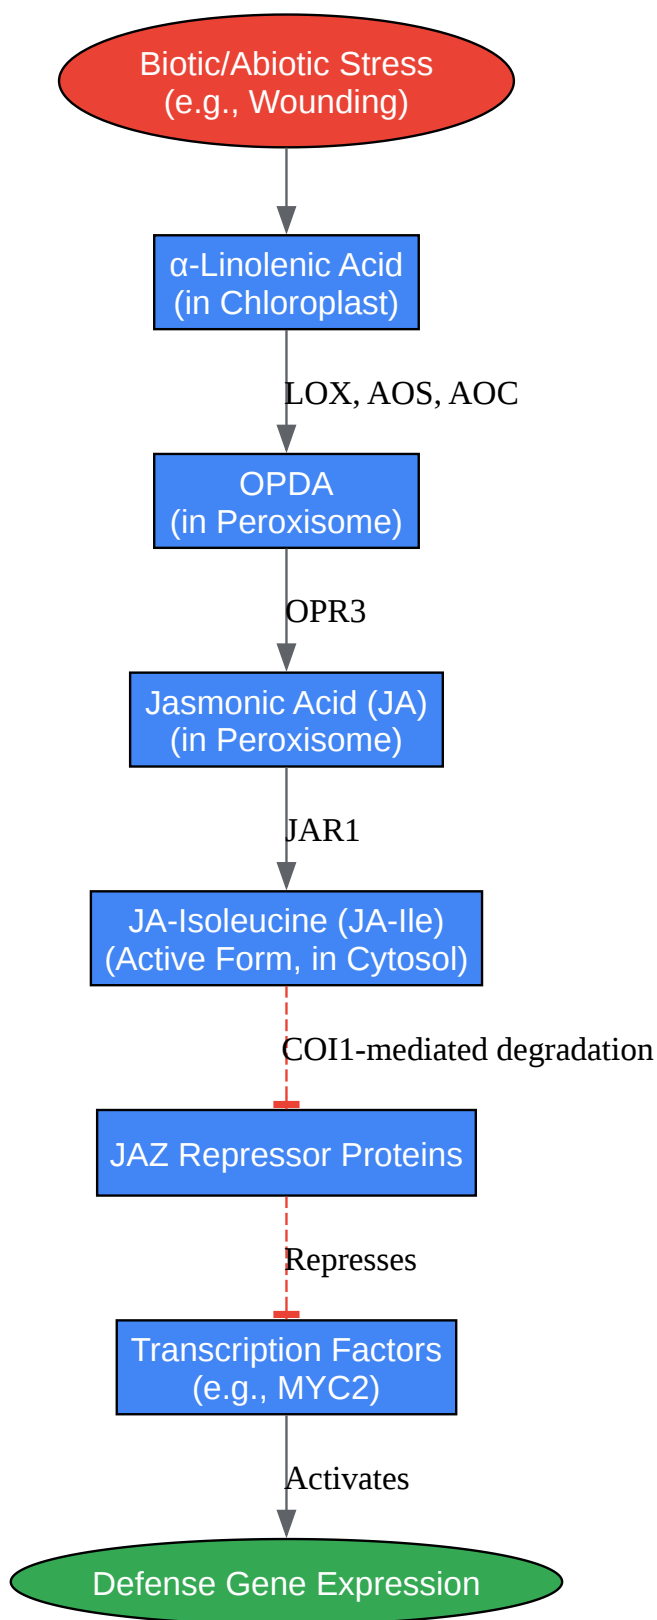 Biotic/Abiotic Stress
(e.g., Wounding)
α-Linolenic Acid
(in Chloroplast)
LOX, AOS, AOC
OPDA
(in Peroxisome)
OPR3
Jasmonic Acid (JA)
(in Peroxisome)
JAR1
JA-Isoleucine (JA-Ile)
(Active Form, in Cytosol)
COI1-mediated degradation
JAZ Repressor Proteins
Represses
Transcription Factors
(e.g., MYC2)
Activates
Defense Gene Expression